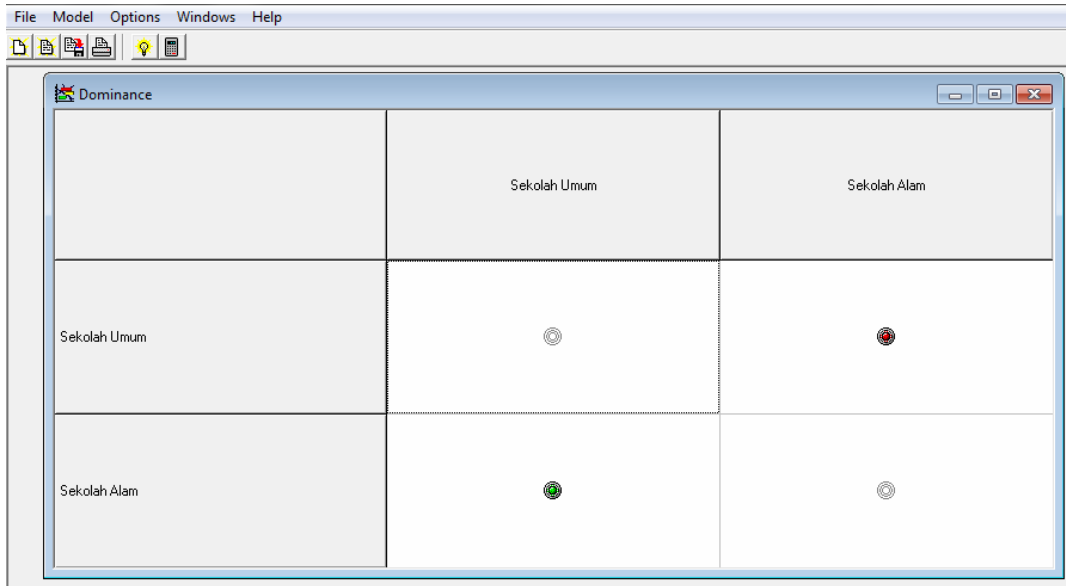 File Model Options Windows Help
Dominance
Sekolah Umum Sekolah Alam
Sekolah Umum
Sekolah Alam